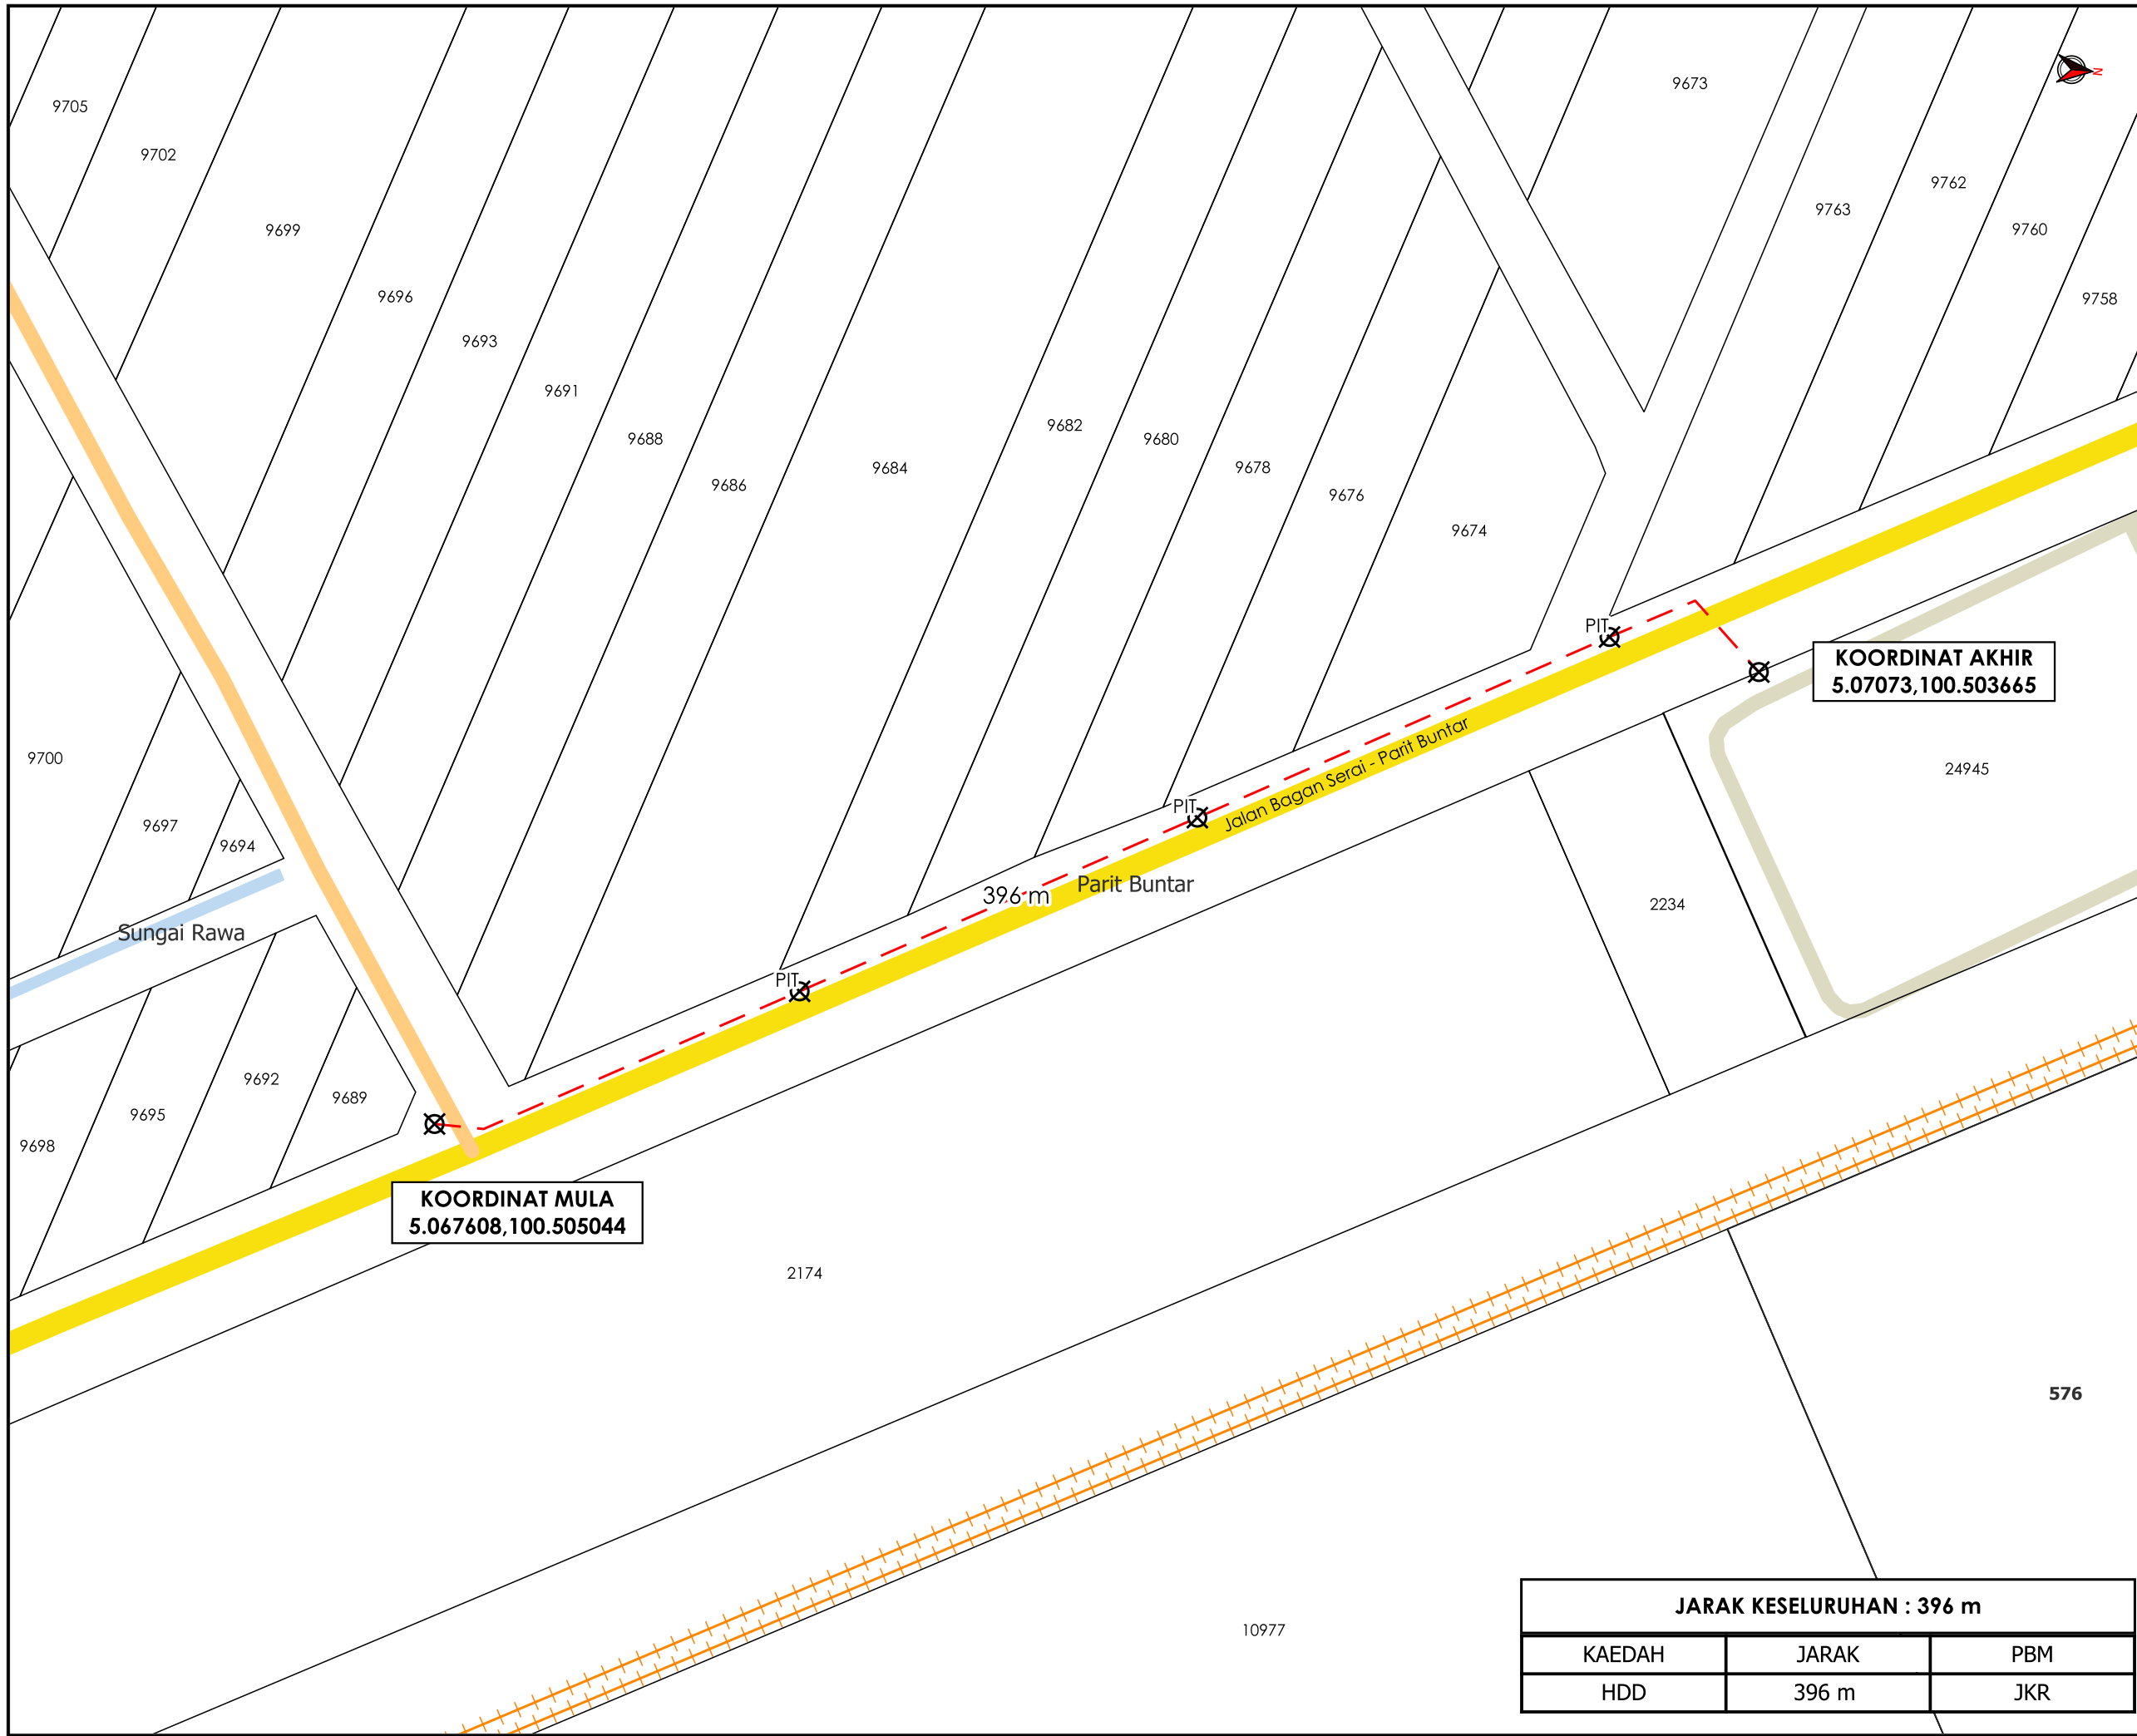 9705
9702
9699
9696
9693
9691
9688
9686
9684
9682
9680
9678
9676
9674
9673
9763
9762
9760
9758
N
PIT
KOORDINAT AKHIR
5.07073,100.503665
24945
PIT
Jalan Bagan Serai - Parit Buntar
396 m
Parit Buntar
2234
PIT
9700
9697
9694
Sungai Rawa
9698
9695
9692
9689
KOORDINAT MULA
5.067608,100.505044
2174
576
10977
JARAK KESELURUHAN : 396 m
KAEDAH JARAK PBM
HDD 396 m JKR